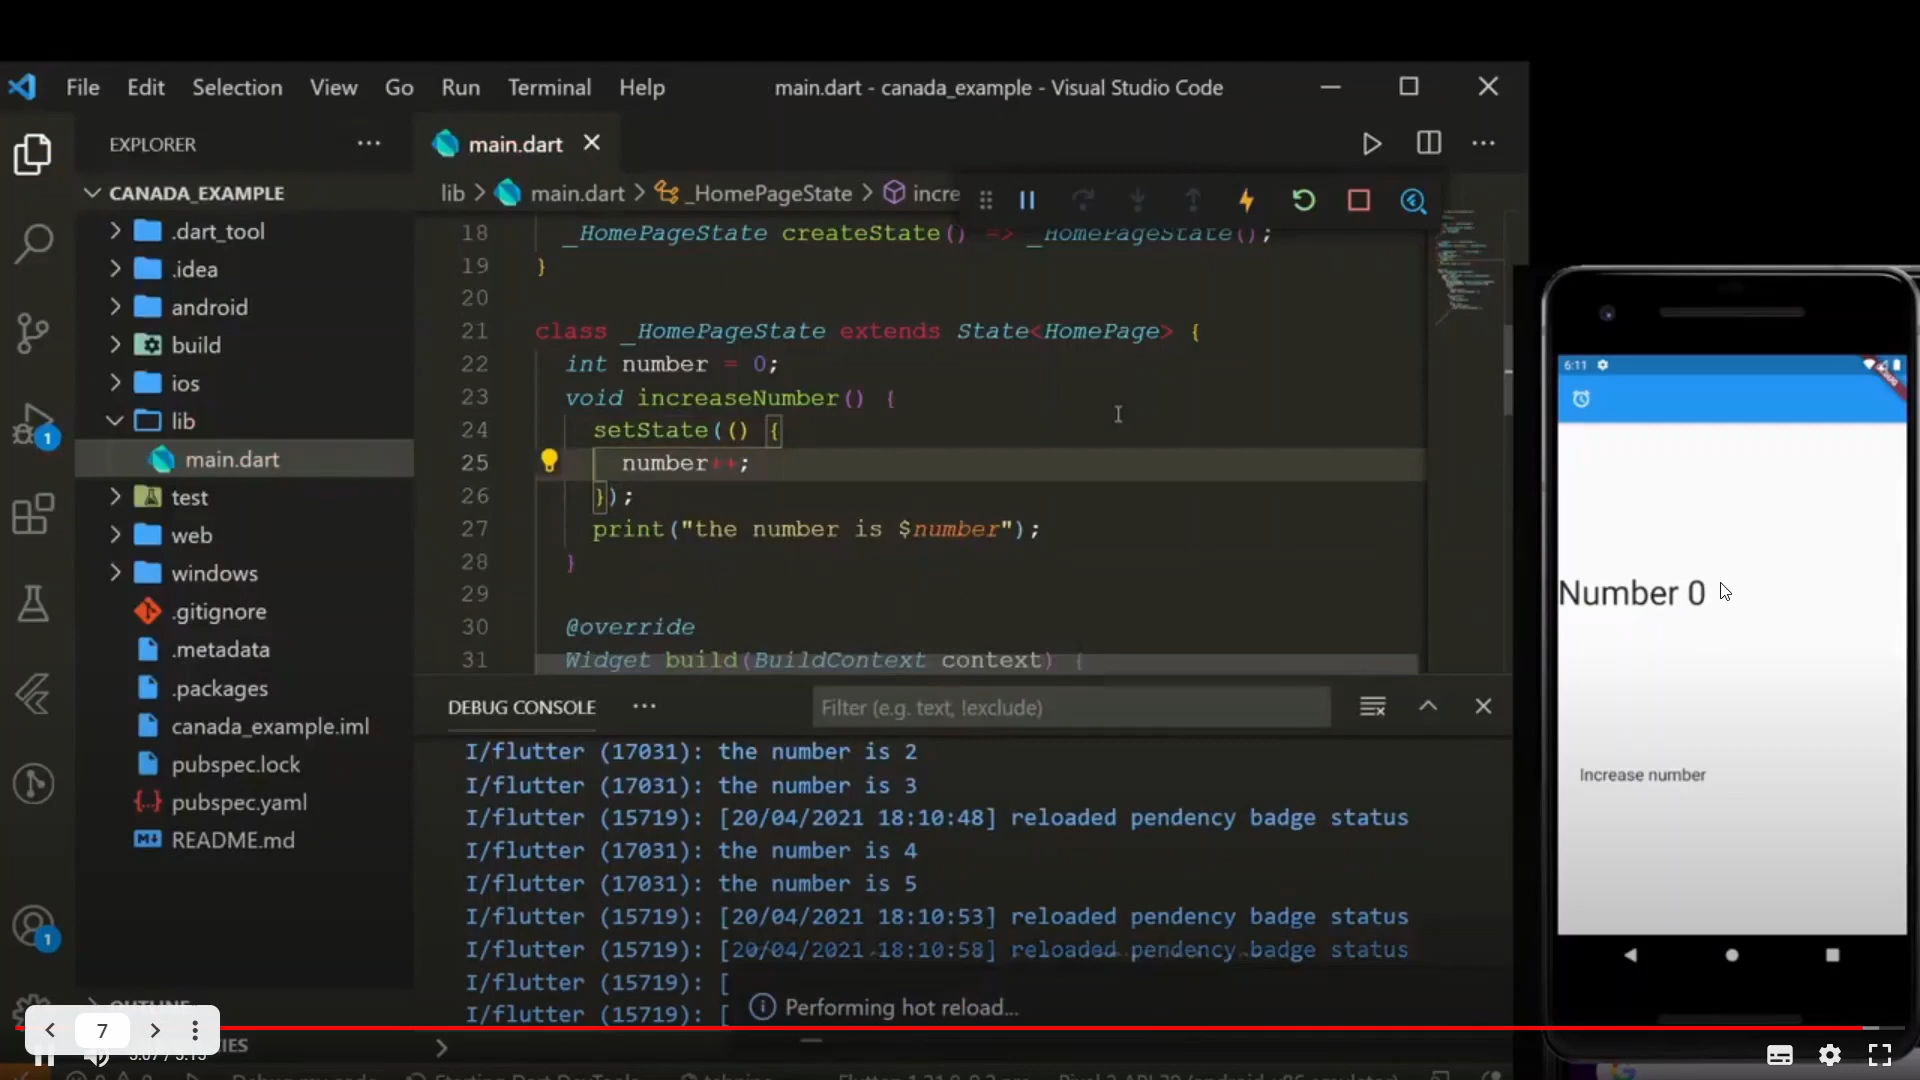 File Edit Selection View Go Run Terminal Help
main.dart - canada_example - Visual Studio Code
EXPLORER
CANADA_EXAMPLE
.dart_tool
.idea
android
build
ios
lib
main.dart
test
web
windows
.gitignore
.metadata
.packages
canada_example.iml
pubspec.lock
pubspec.yaml
README.md
OUTLINE
1
1
main.dart
lib > main.dart > _HomePageState > incre
18 _HomePageState createState() => _HomePageState();
19 }
20
21 class _HomePageState extends State<HomePage> {
22 int number = 0;
23 void increaseNumber() {
24 setState(() {
25 number++;
26 });
27 print("the number is $number");
28 }
29
30 @override
31 Widget build(BuildContext context) {
DEBUG CONSOLE
Filter (e.g. text, !exclude)
I/flutter (17031): the number is 2
I/flutter (17031): the number is 3
I/flutter (15719): [20/04/2021 18:10:48] reloaded pendency badge status
I/flutter (17031): the number is 4
I/flutter (17031): the number is 5
I/flutter (15719): [20/04/2021 18:10:53] reloaded pendency badge status
I/flutter (15719): [20/04/2021 18:10:58] reloaded pendency badge status
I/flutter (15719): [
I/flutter (15719): [
Performing hot reload...
6:11
Number 0
Increase number
7